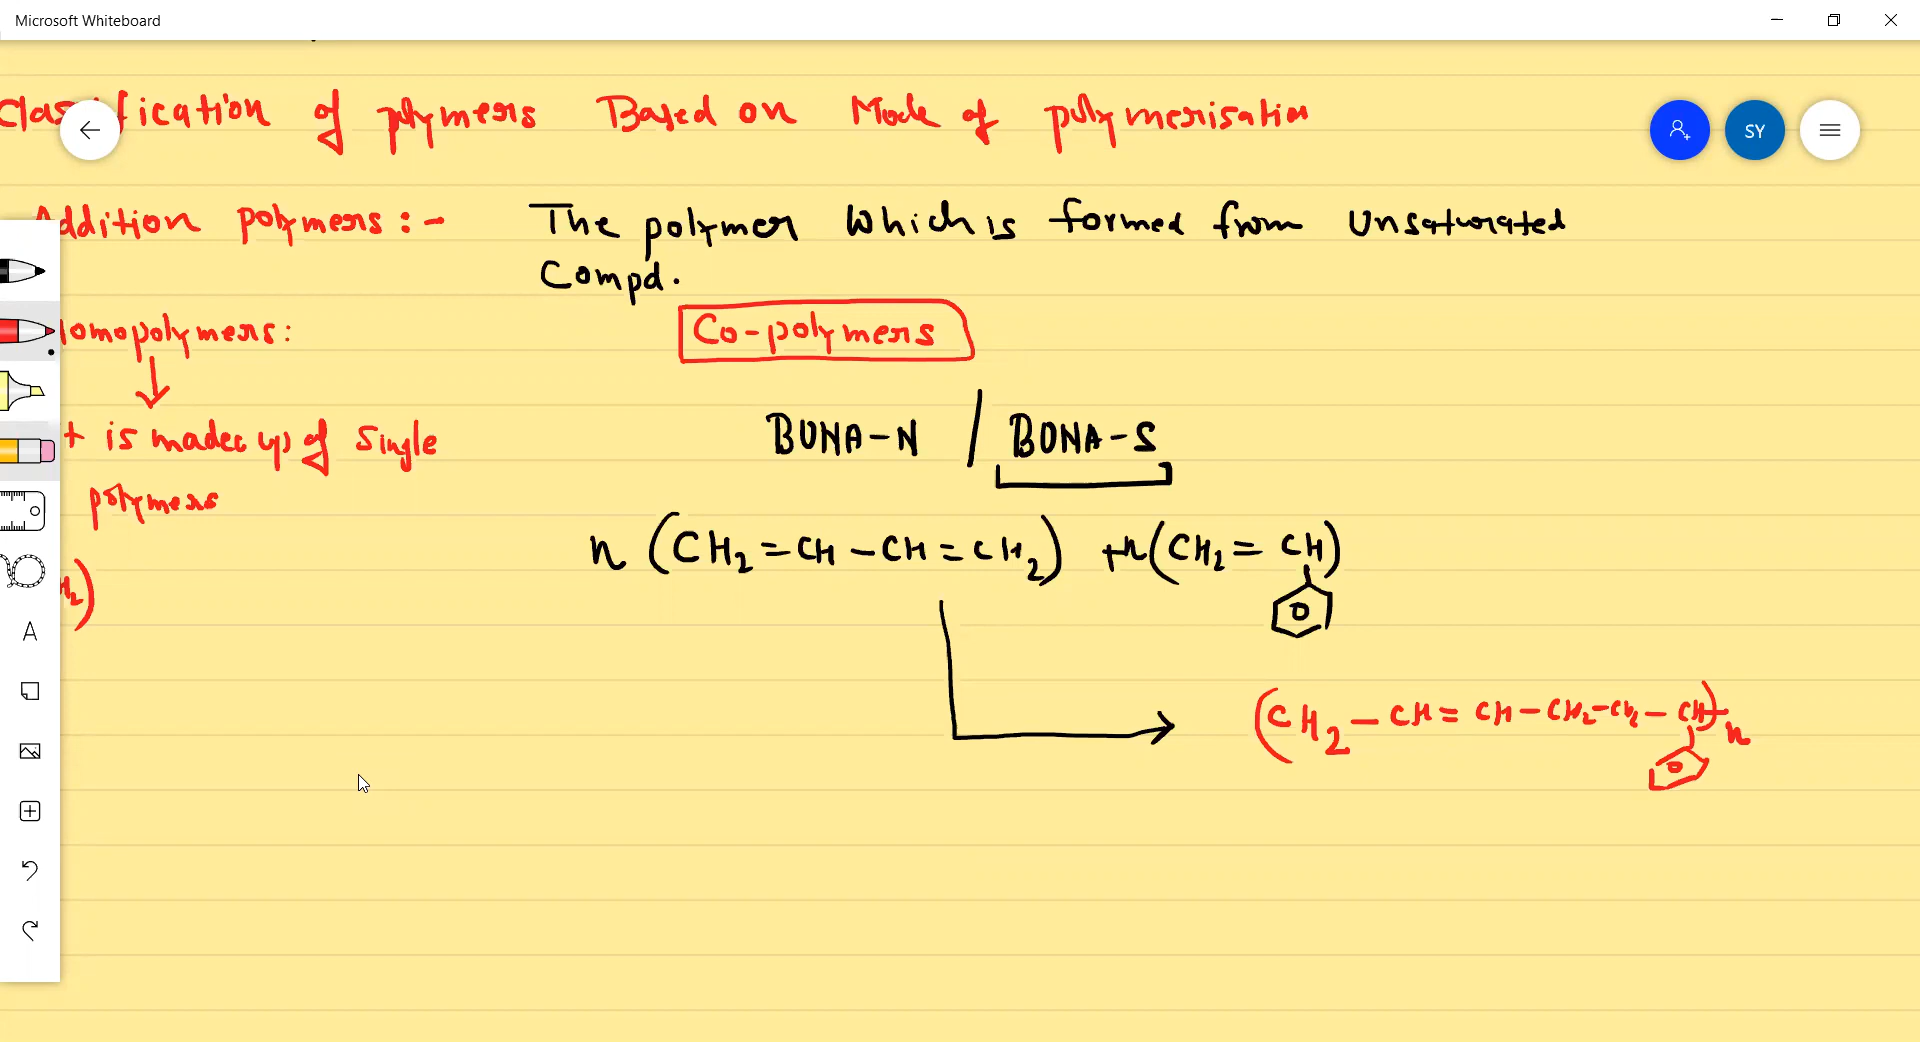 Microsoft Whiteboard
Classification of polymers Based on Mode of polymerisation
SY
Addition polymers :- The polymer which is formed from unsaturated
Compd.
Homopolymers:
Co-polymers
t is madec up of single
polymers
BUNA-N / BUNA-S
n (CH2 = CH - CH = CH2) + n(CH2 = CH)
H2)
A
(CH2 - CH = CH - CH2 - CH2 - CH)n